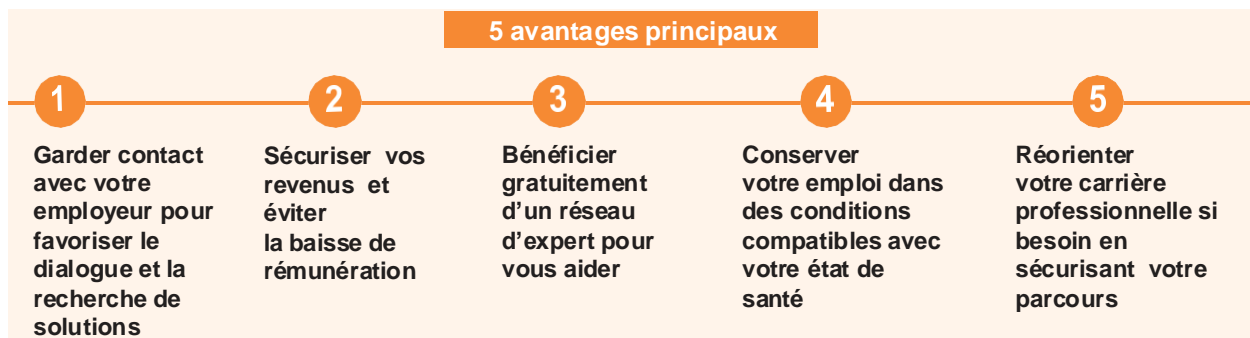 5 avantages principaux
1
Garder contact
avec votre
employeur pour
favoriser le
dialogue et la
recherche de
solutions
2
Sécuriser vos
revenus et
éviter
la baisse de
rémunération
3
Bénéficier
gratuitement
d’un réseau
d’expert pour
vous aider
4
Conserver
votre emploi dans
des conditions
compatibles avec
votre état de
santé
5
Réorienter
votre carrière
professionnelle si
besoin en
sécurisant votre
parcours